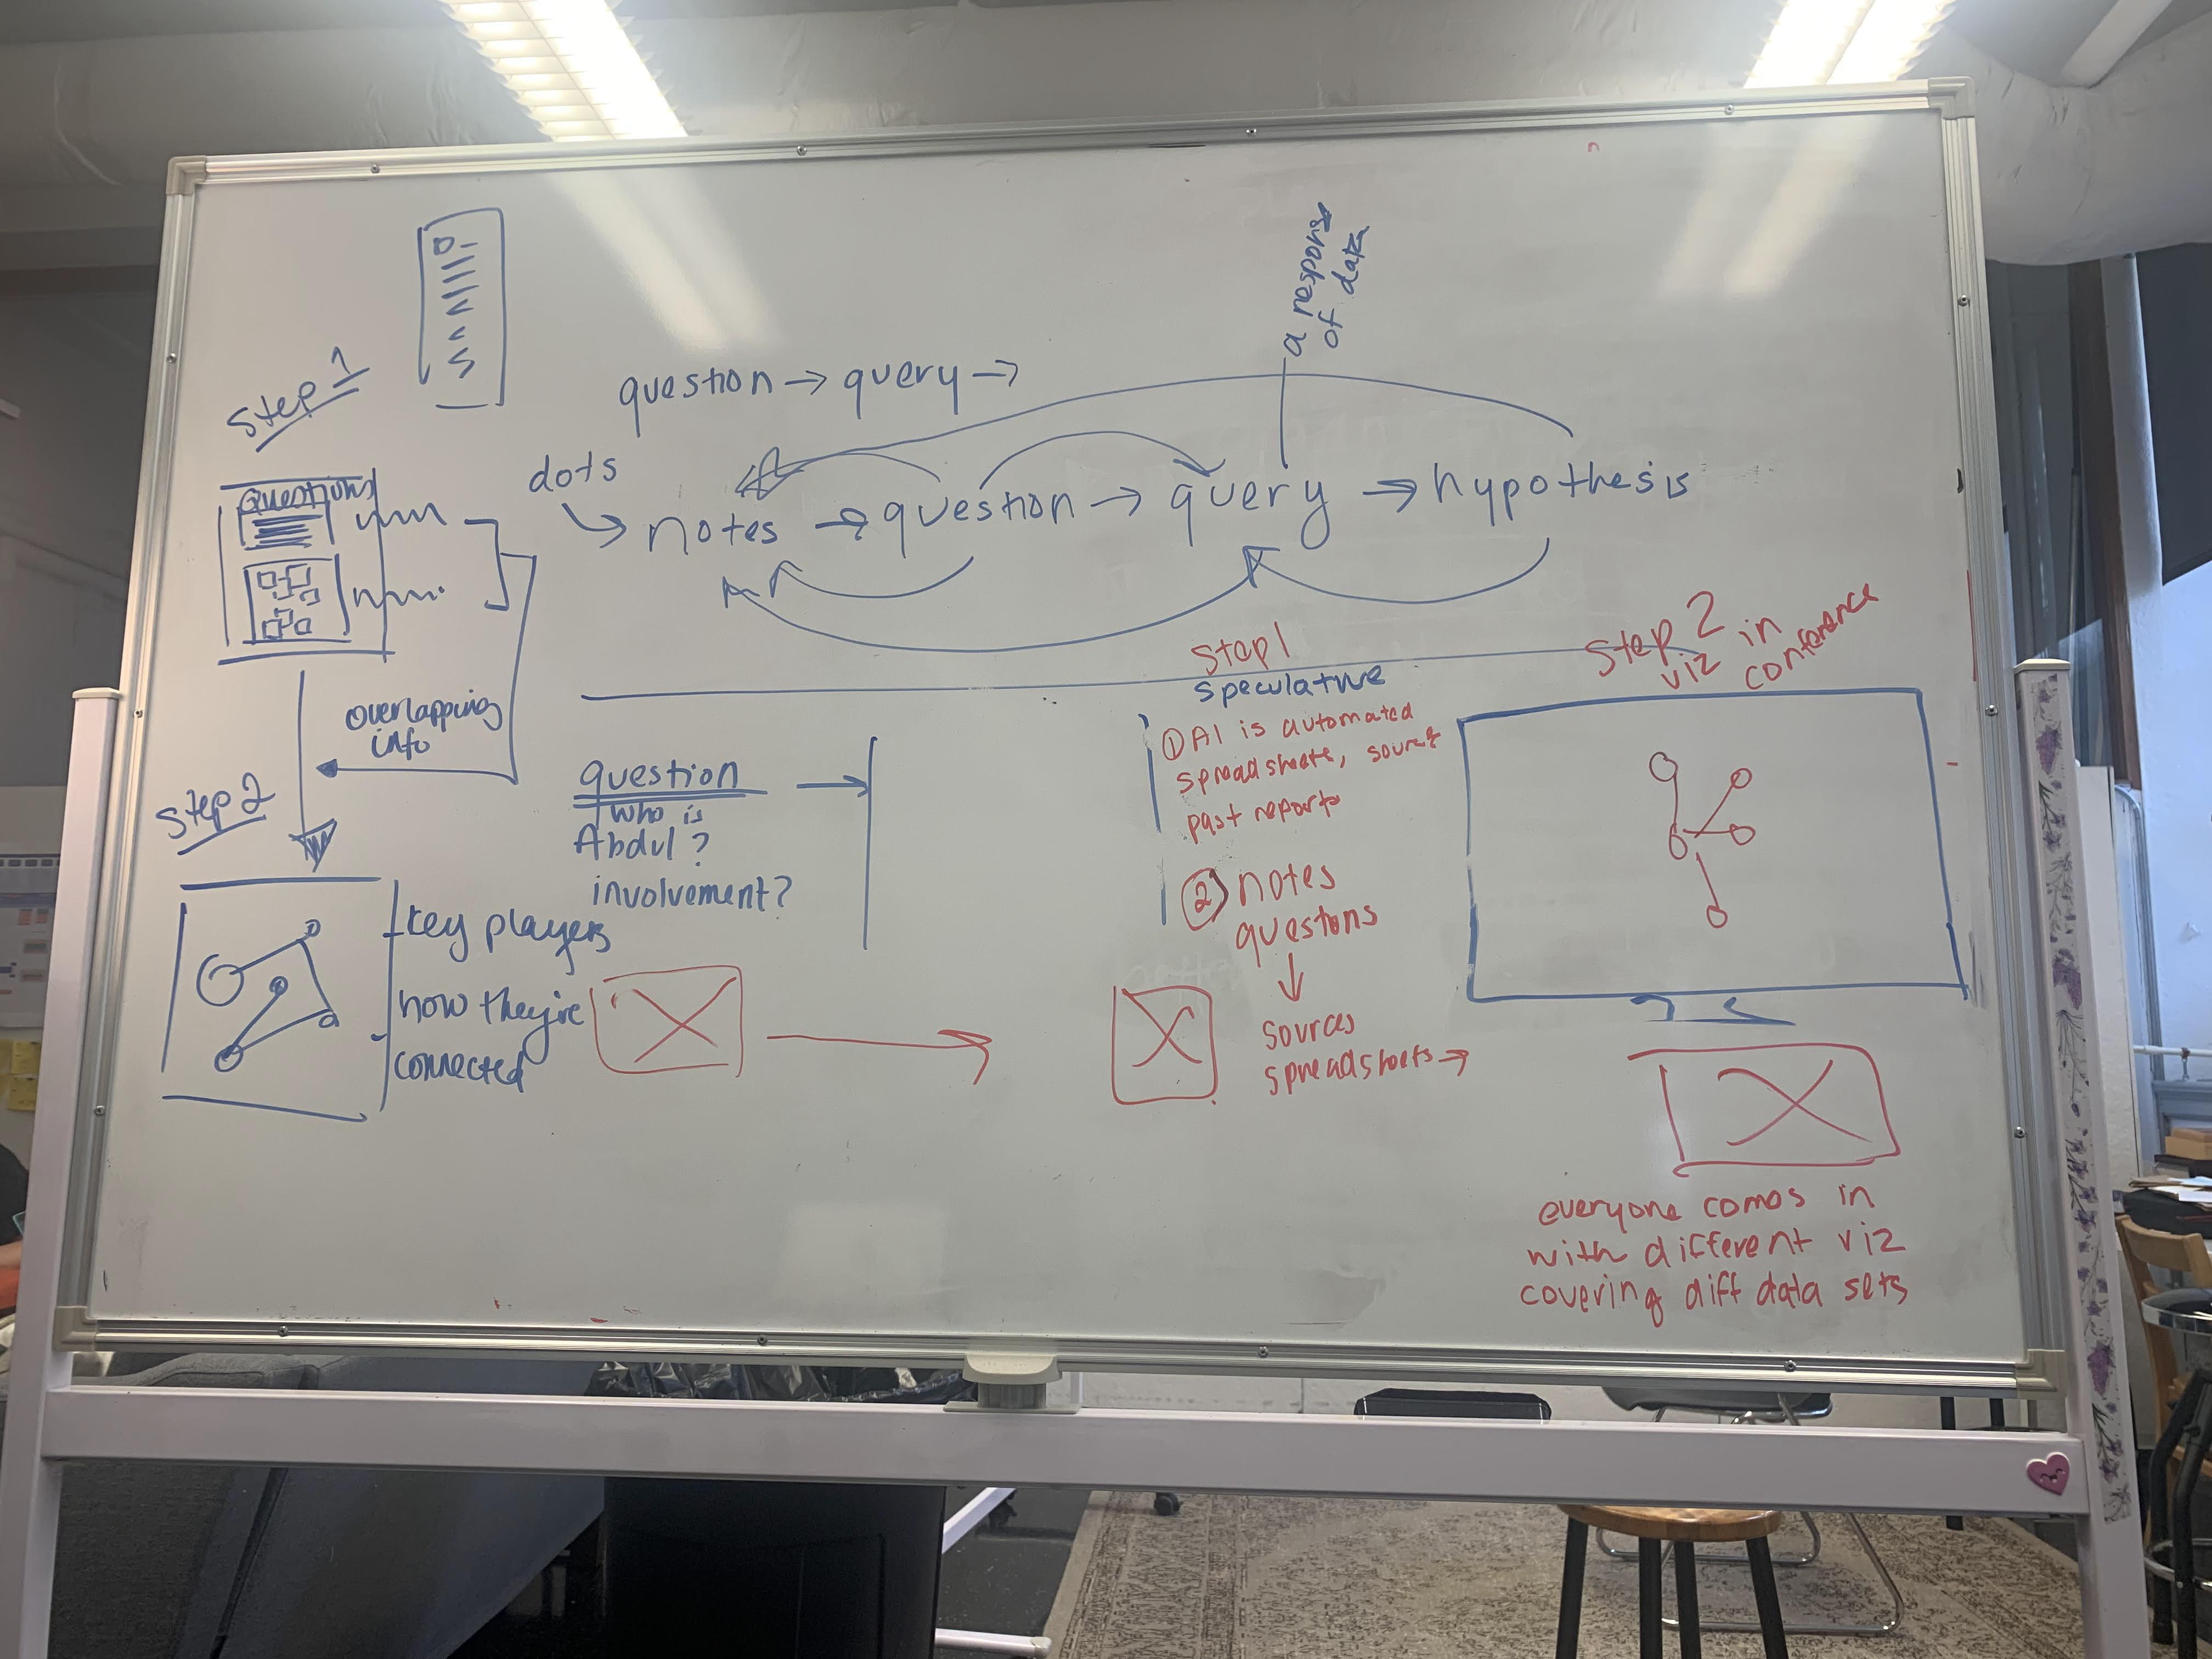 Step 1
question → query →
a response
of data
questions
dots
notes → question → query → hypothesis
overlapping
info
Step 2
key players
how they're
connected
question
who is
Abdul?
involvement?
Step 1
speculative
① AI is automated
spreadsheets, sources
past reports
② notes
questions
↓
sources
spreadsheets →
Step 2
viz in
conference
everyone comes in
with different viz
covering diff data sets